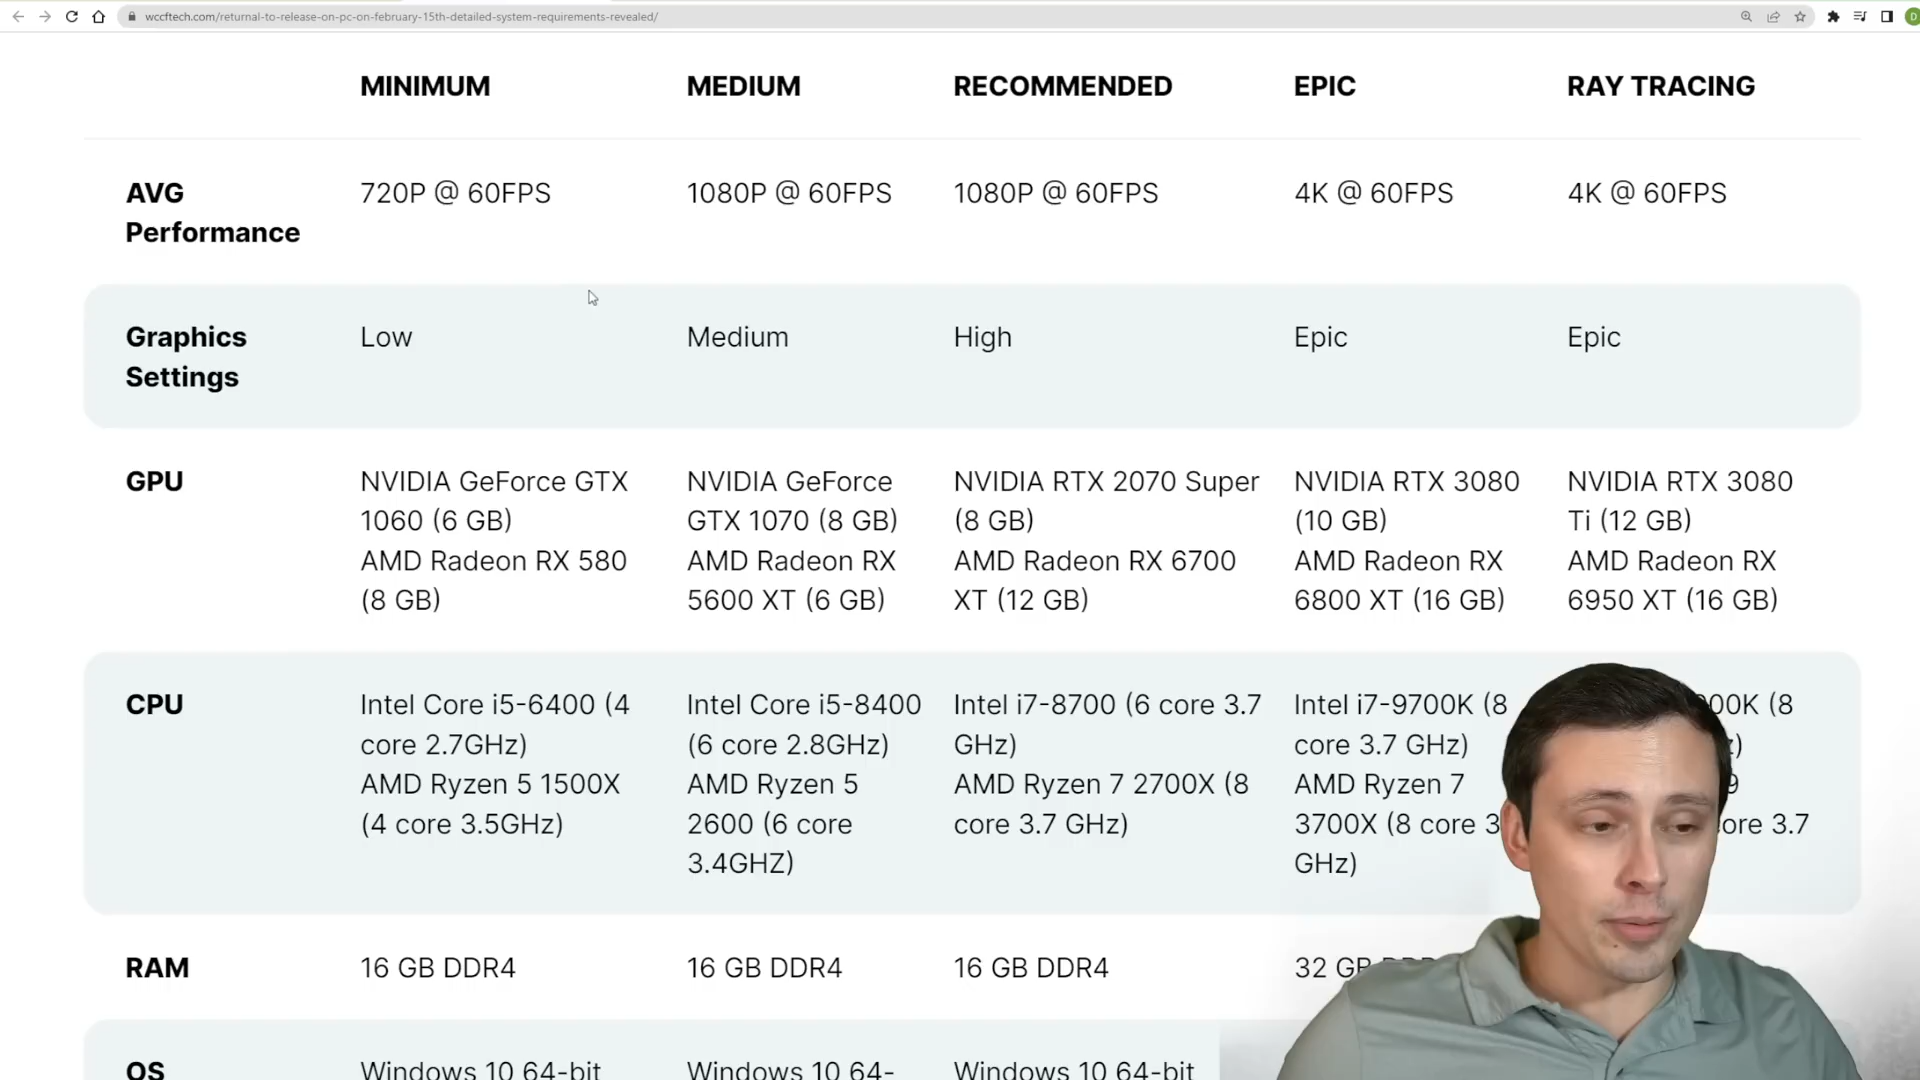 wccftech.com/returnal-to-release-on-pc-on-february-15th-detailed-system-requirements-revealed/
D
MINIMUM MEDIUM RECOMMENDED EPIC RAY TRACING
AVG Performance
720P @ 60FPS
1080P @ 60FPS
1080P @ 60FPS
4K @ 60FPS
4K @ 60FPS
Graphics Settings
Low
Medium
High
Epic
Epic
GPU
NVIDIA GeForce GTX
1060 (6 GB)
AMD Radeon RX 580
(8 GB)
NVIDIA GeForce
GTX 1070 (8 GB)
AMD Radeon RX
5600 XT (6 GB)
NVIDIA RTX 2070 Super
(8 GB)
AMD Radeon RX 6700
XT (12 GB)
NVIDIA RTX 3080
(10 GB)
AMD Radeon RX
6800 XT (16 GB)
NVIDIA RTX 3080
Ti (12 GB)
AMD Radeon RX
6950 XT (16 GB)
CPU
Intel Core i5-6400 (4
core 2.7GHz)
AMD Ryzen 5 1500X
(4 core 3.5GHz)
Intel Core i5-8400
(6 core 2.8GHz)
AMD Ryzen 5
2600 (6 core
3.4GHZ)
Intel i7-8700 (6 core 3.7
GHz)
AMD Ryzen 7 2700X (8
core 3.7 GHz)
Intel i7-9700K (8
core 3.7 GHz)
AMD Ryzen 7
3700X (8 core 3
GHz)
00K (8
ore 3.7
RAM
16 GB DDR4
16 GB DDR4
16 GB DDR4
32 GB
OS
Windows 10 64-bit
Windows 10 64-
Windows 10 64-bit